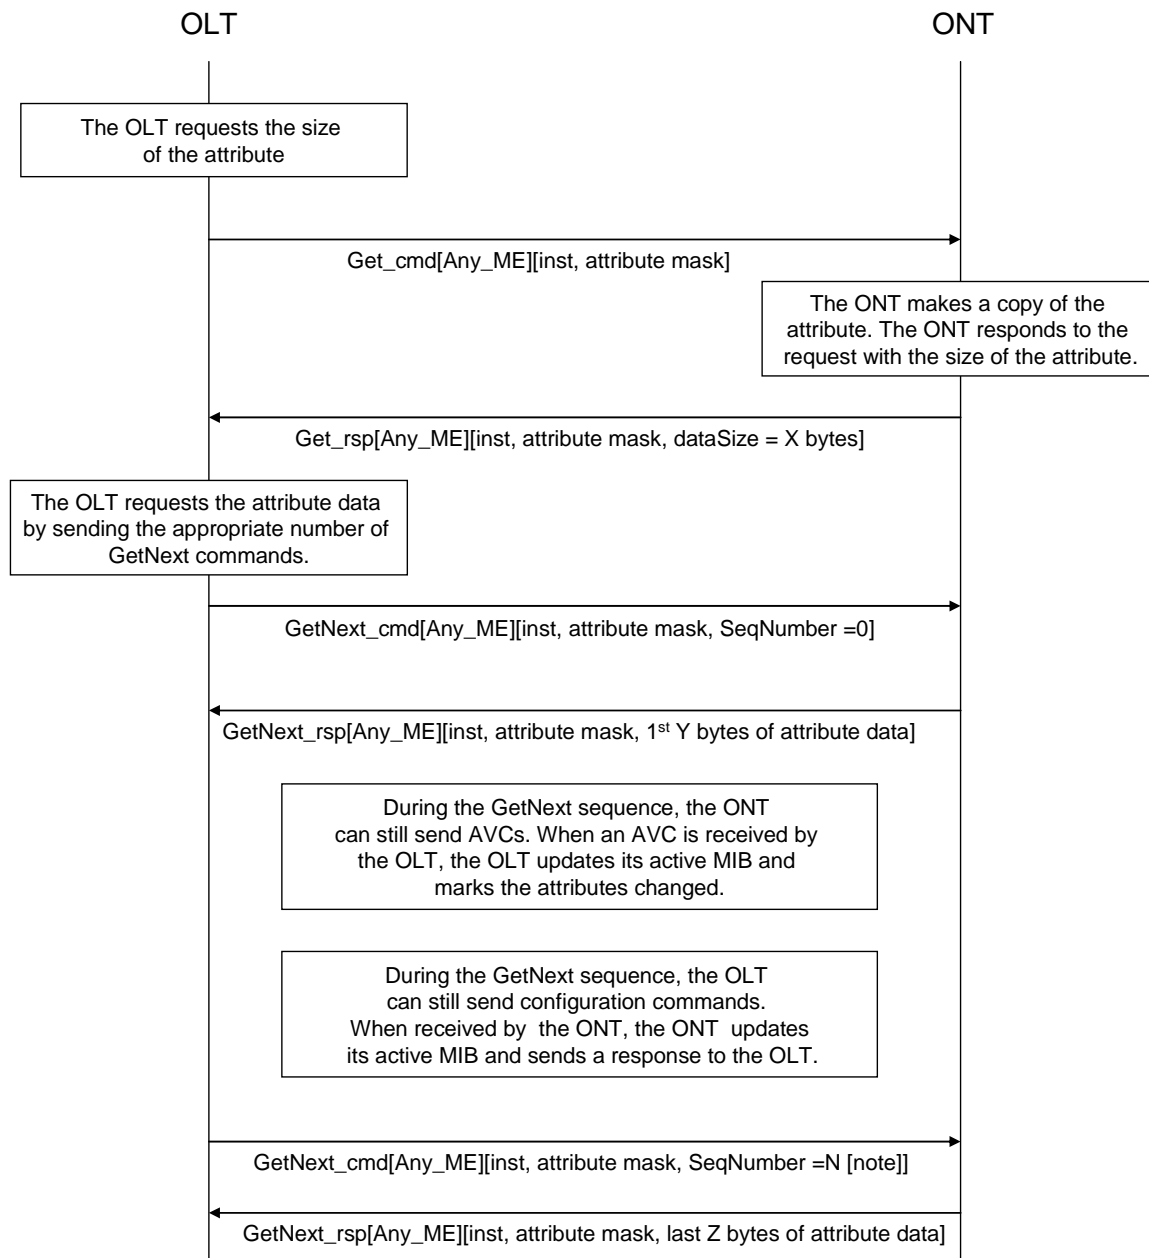 OLT
ONT
The OLT requests the size
of the attribute
Get_cmd[Any_ME][inst, attribute mask]
The ONT makes a copy of the
attribute. The ONT responds to the
request with the size of the attribute.
Get_rsp[Any_ME][inst, attribute mask, dataSize = X bytes]
The OLT requests the attribute data
by sending the appropriate number of
GetNext commands.
GetNext_cmd[Any_ME][inst, attribute mask, SeqNumber =0]
GetNext_rsp[Any_ME][inst, attribute mask, 1st Y bytes of attribute data]
During the GetNext sequence, the ONT
can still send AVCs. When an AVC is received by
the OLT, the OLT updates its active MIB and
marks the attributes changed.
During the GetNext sequence, the OLT
can still send configuration commands.
When received by the ONT, the ONT updates
its active MIB and sends a response to the OLT.
GetNext_cmd[Any_ME][inst, attribute mask, SeqNumber =N [note]]
GetNext_rsp[Any_ME][inst, attribute mask, last Z bytes of attribute data]